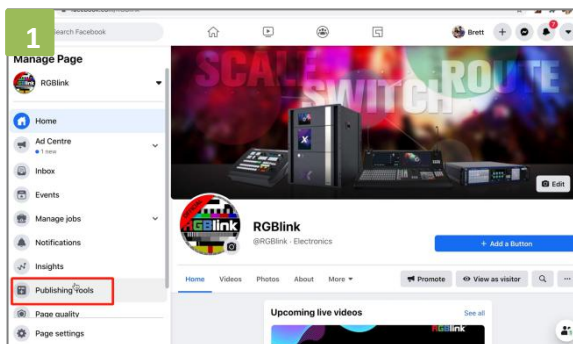 1
Search Facebook
Brett
Manage Page
RGBlink
Home
Ad Centre
1 new
Inbox
Events
Manage jobs
Notifications
Insights
Publishing Tools
Page quality
Page settings
SCALE
SWITCH
ROUTE
X
Edit
RGBlink
RGBlink
@RGBlink · Electronics
+ Add a Button
Home Videos Photos About More
Promote View as visitor
Upcoming live videos
See all
RGBlink